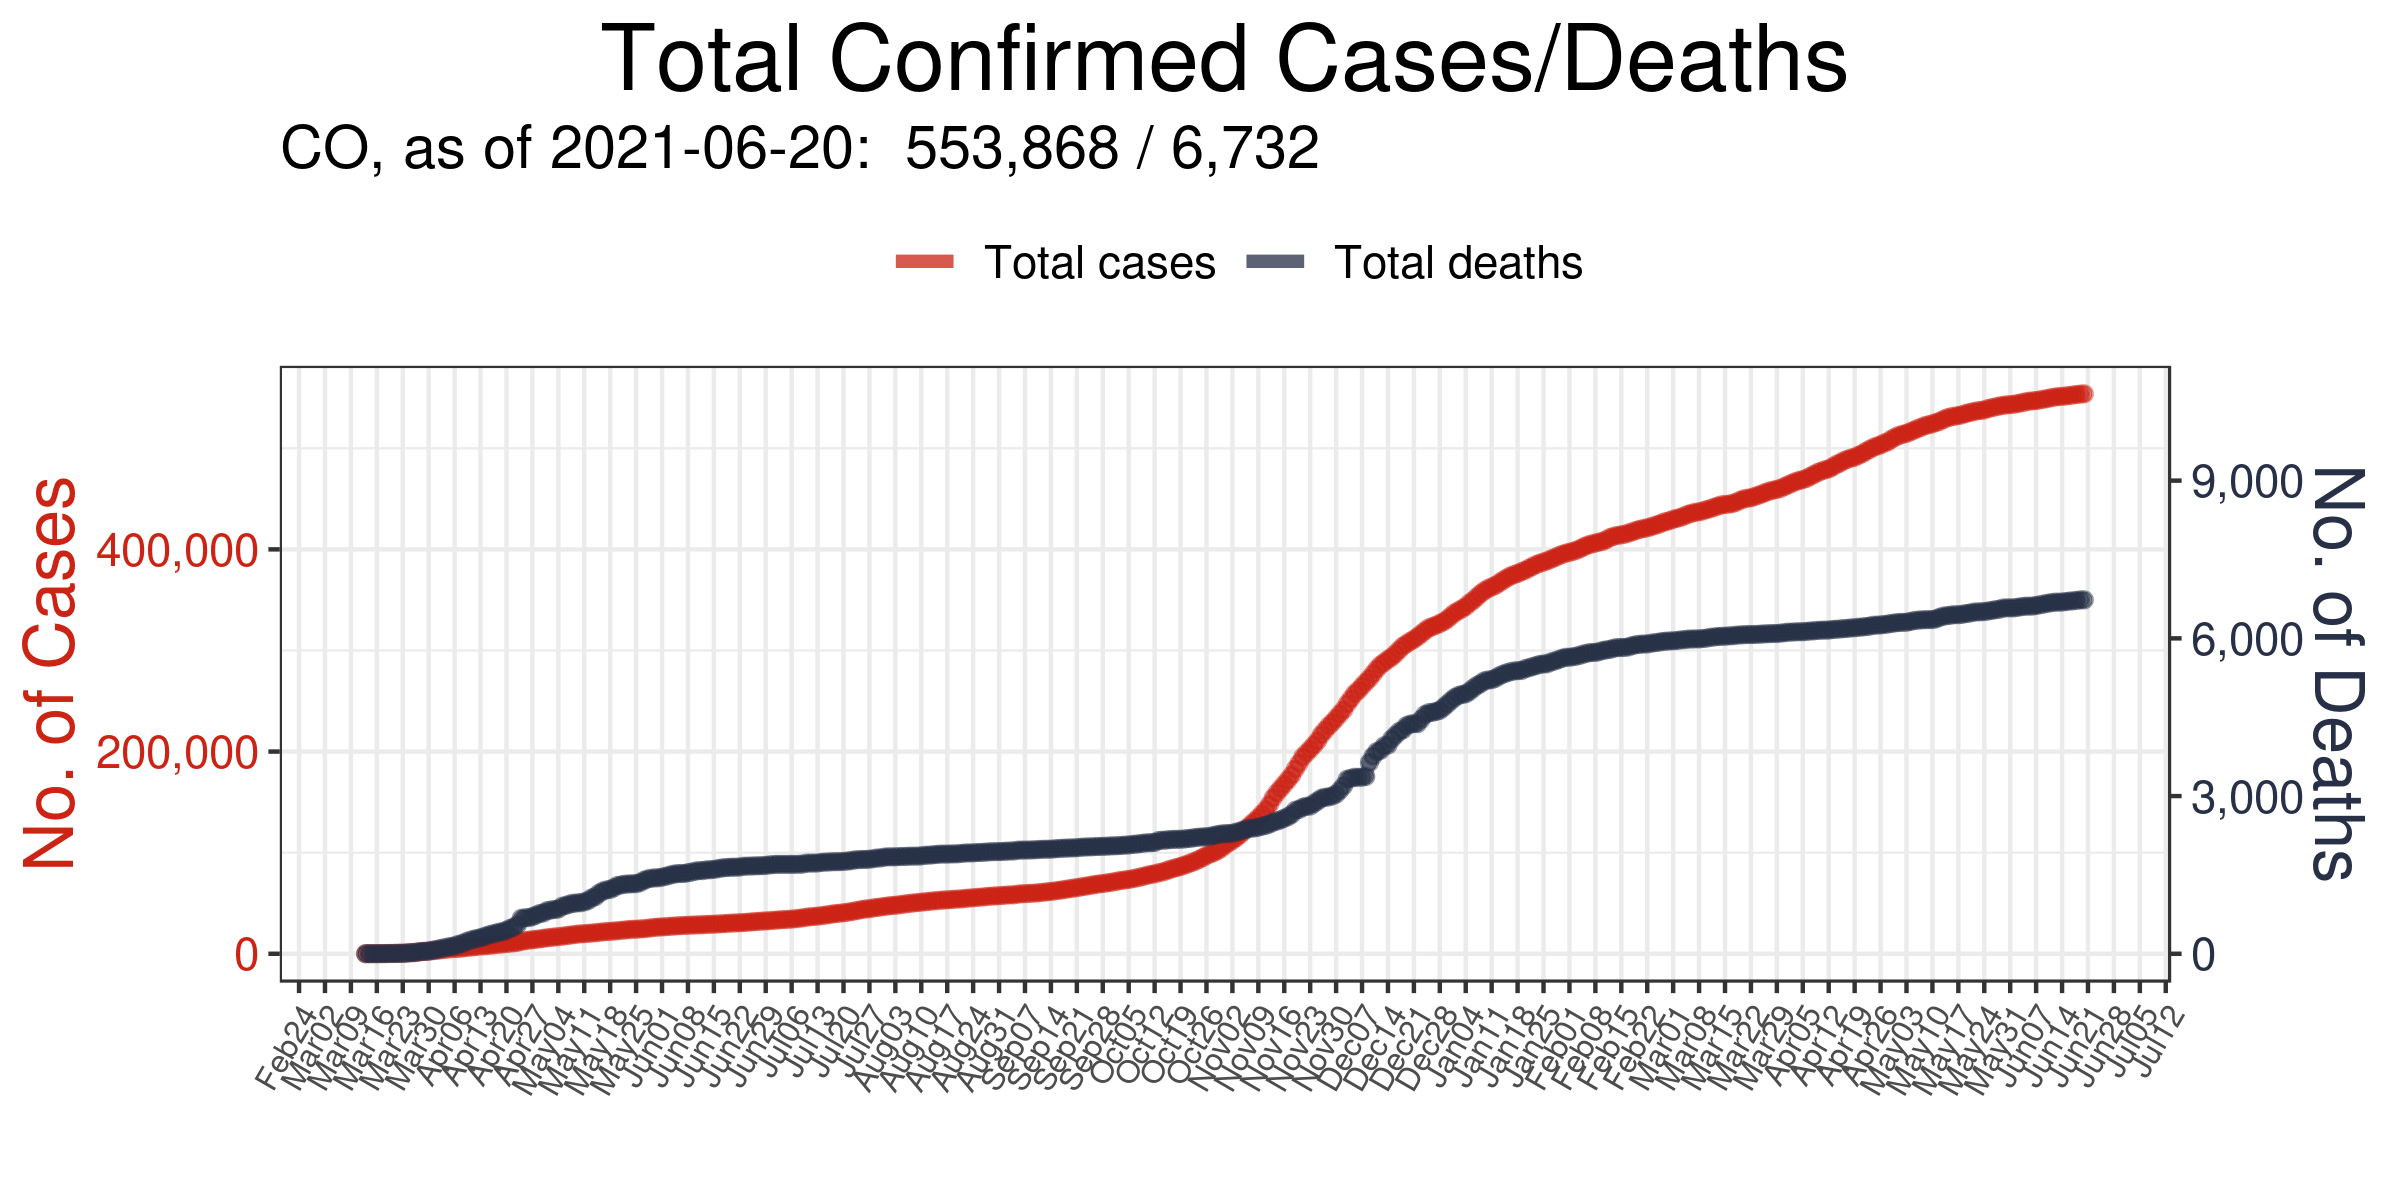 Total Confirmed Cases/Deaths
CO, as of 2021-06-20: 553,868 / 6,732
Total cases
Total deaths
No. of Cases
400,000
200,000
0
9,000
6,000
3,000
0
No. of Deaths
Feb24
Mar02
Mar09
Mar16
Mar23
Mar30
Apr06
Apr13
Apr20
Apr27
May04
May11
May18
May25
Jun01
Jun08
Jun15
Jun22
Jun29
Jul06
Jul13
Jul20
Jul27
Aug03
Aug10
Aug17
Aug24
Aug31
Sep07
Sep14
Sep21
Sep28
Oct05
Oct12
Oct19
Oct26
Nov02
Nov09
Nov16
Nov23
Nov30
Dec07
Dec14
Dec21
Dec28
Jan04
Jan11
Jan18
Jan25
Feb01
Feb08
Feb15
Feb22
Mar01
Mar08
Mar15
Mar22
Mar29
Apr05
Apr12
Apr19
Apr26
May03
May10
May17
May24
May31
Jun07
Jun14
Jun21
Jun28
Jul05
Jul12